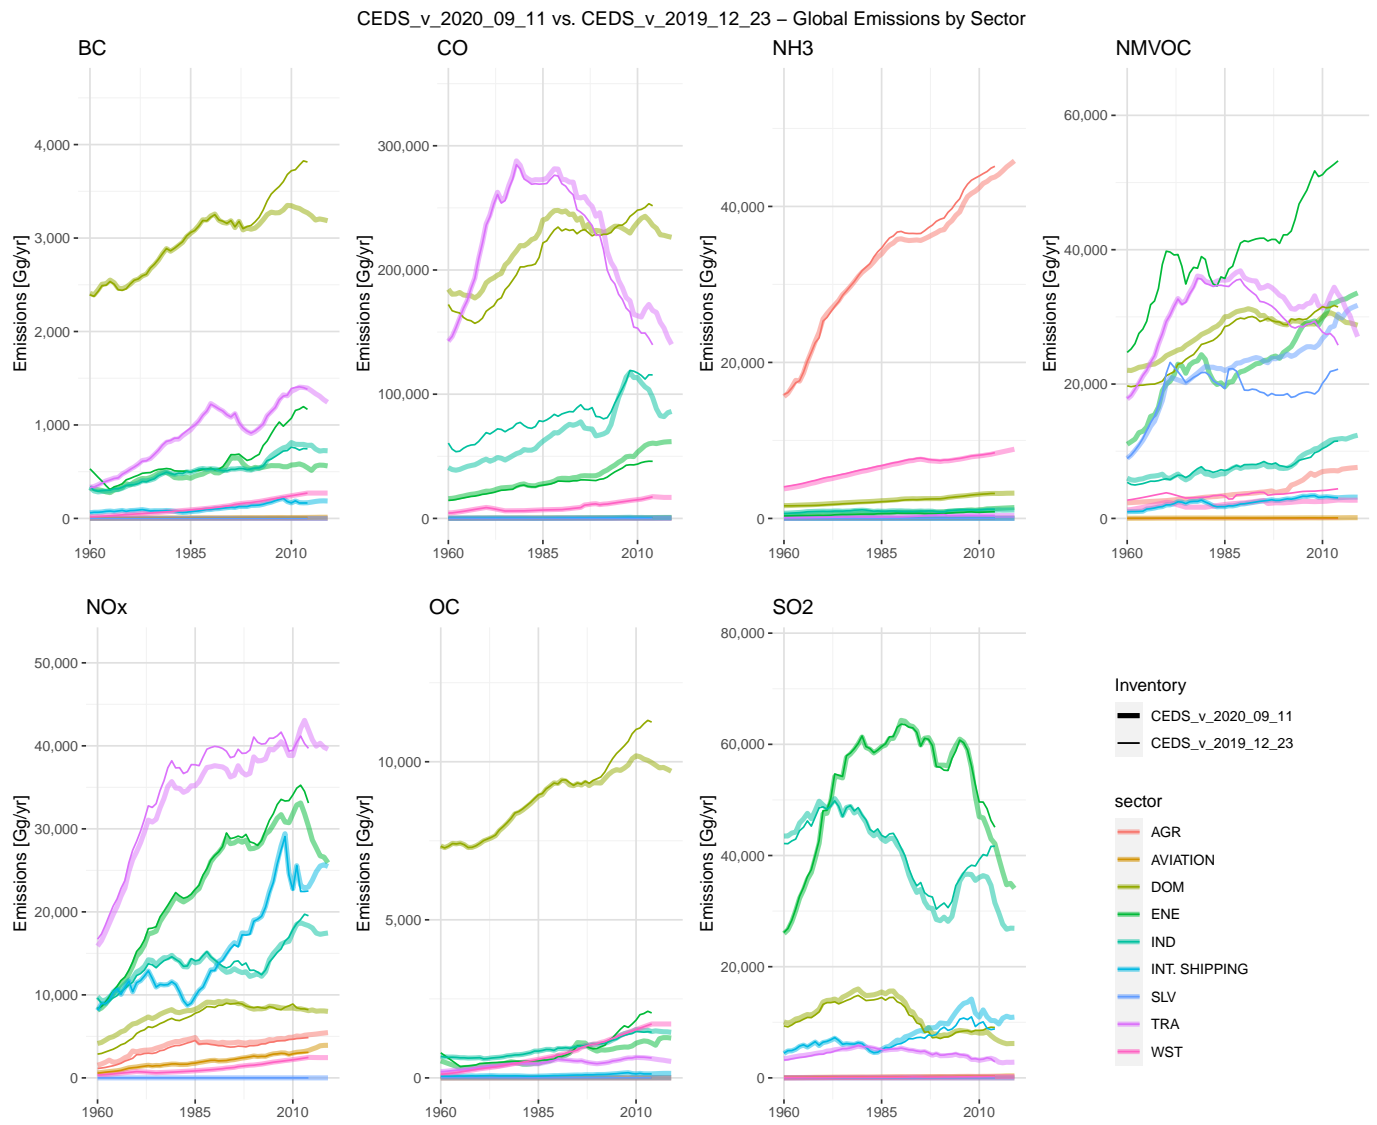 CEDS_v_2020_09_11 vs. CEDS_v_2019_12_23 – Global Emissions by Sector
BC
Emissions [Gg/yr]
4,000
3,000
2,000
1,000
0
1960
1985
2010
CO
Emissions [Gg/yr]
300,000
200,000
100,000
0
1960
1985
2010
NH3
Emissions [Gg/yr]
40,000
20,000
0
1960
1985
2010
NMVOC
Emissions [Gg/yr]
60,000
40,000
20,000
0
1960
1985
2010
NOx
Emissions [Gg/yr]
50,000
40,000
30,000
20,000
10,000
0
1960
1985
2010
OC
Emissions [Gg/yr]
10,000
5,000
0
1960
1985
2010
SO2
Emissions [Gg/yr]
80,000
60,000
40,000
20,000
0
1960
1985
2010
Inventory
CEDS_v_2020_09_11
CEDS_v_2019_12_23
sector
AGR
AVIATION
DOM
ENE
IND
INT. SHIPPING
SLV
TRA
WST